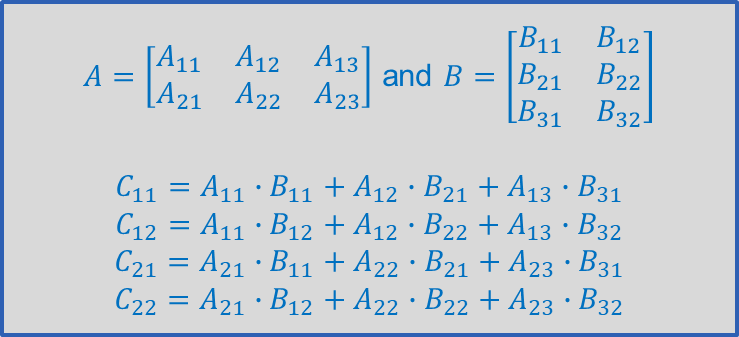 A = [A₁₁ A₁₂ A₁₃
A₂₁ A₂₂ A₂₃] and B = [B₁₁ B₁₂
B₂₁ B₂₂
B₃₁ B₃₂]
C₁₁ = A₁₁ · B₁₁ + A₁₂ · B₂₁ + A₁₃ · B₃₁
C₁₂ = A₁₁ · B₁₂ + A₁₂ · B₂₂ + A₁₃ · B₃₂
C₂₁ = A₂₁ · B₁₁ + A₂₂ · B₂₁ + A₂₃ · B₃₁
C₂₂ = A₂₁ · B₁₂ + A₂₂ · B₂₂ + A₂₃ · B₃₂